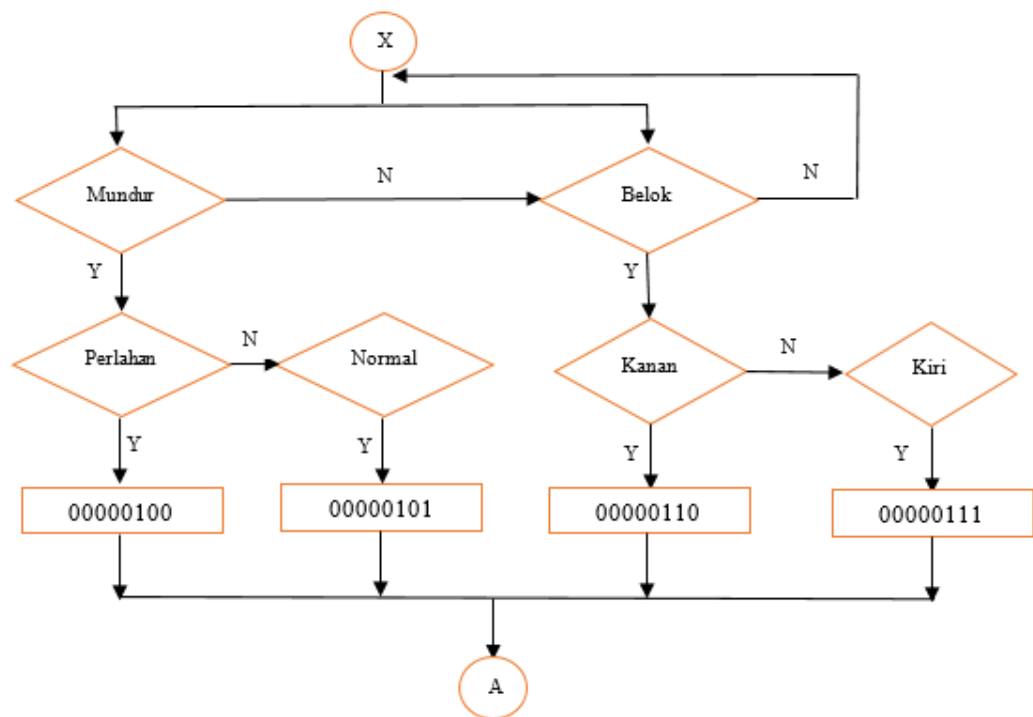 X
N
Mundur
Belok
N
Y
Y
N
N
Perlahan
Normal
Kanan
Kiri
Y
Y
Y
Y
00000100
00000101
00000110
00000111
A